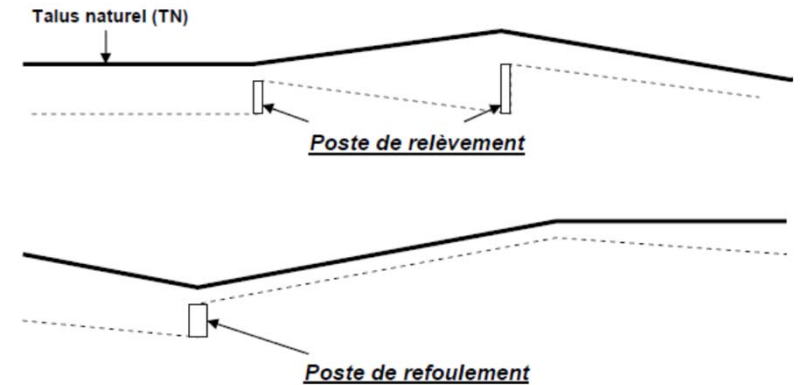 Talus naturel (TN)
Poste de relèvement
Poste de refoulement